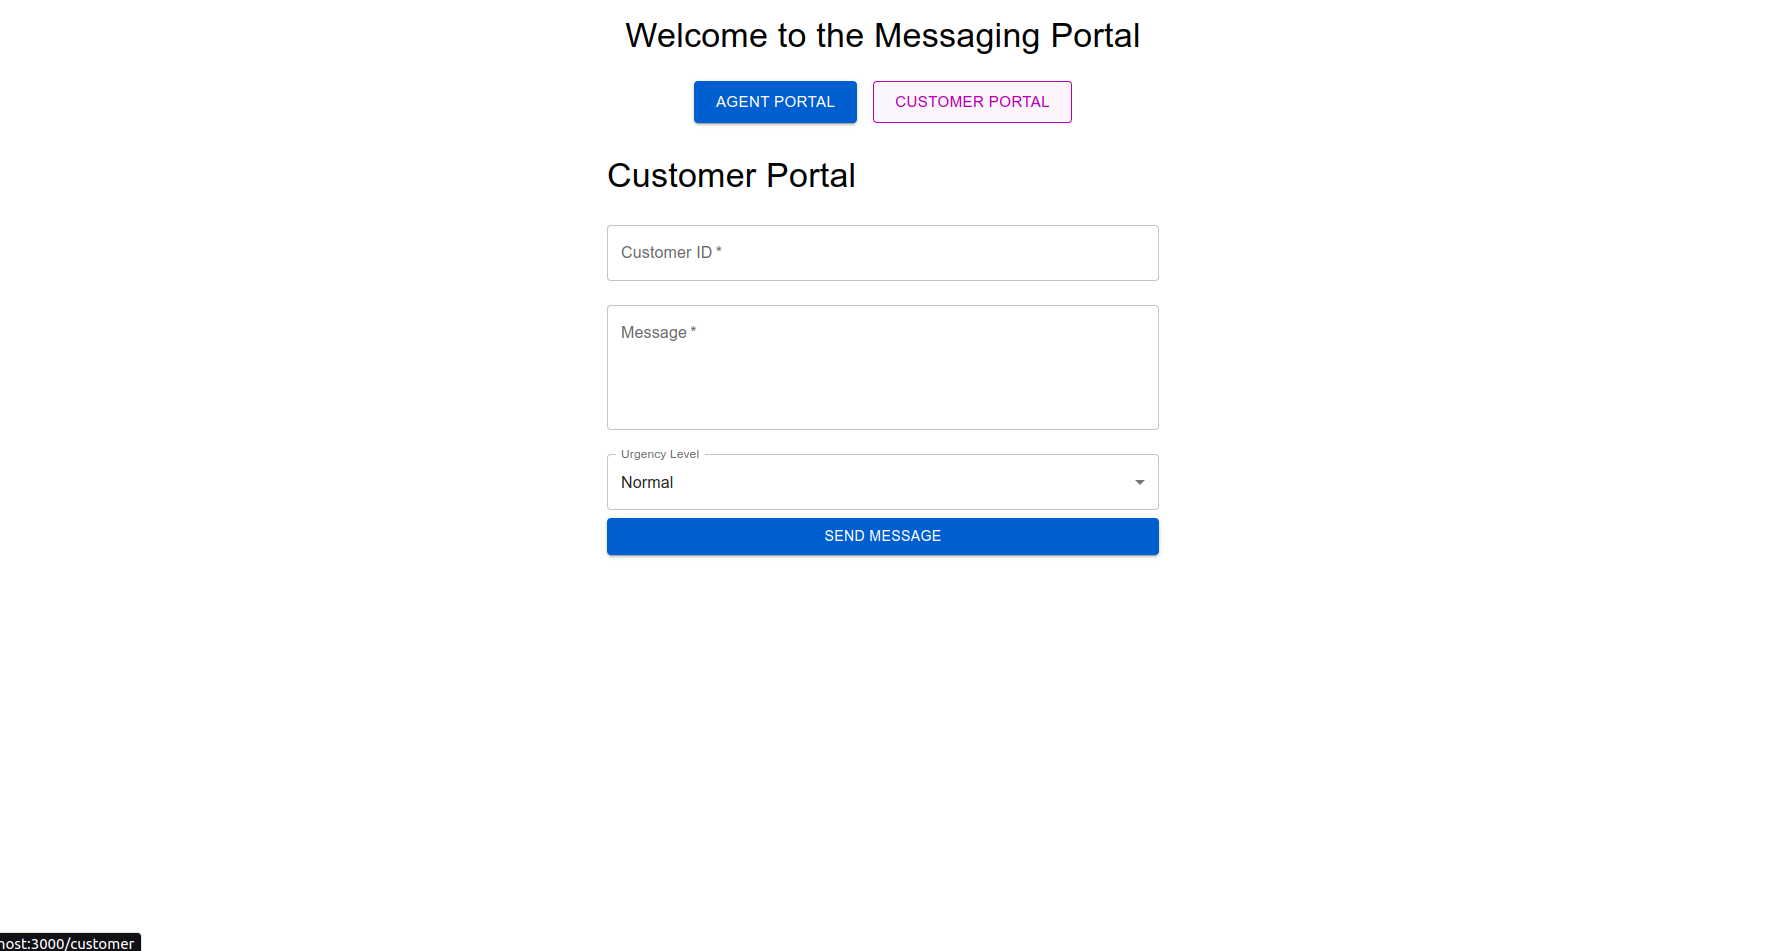 Welcome to the Messaging Portal
AGENT PORTAL CUSTOMER PORTAL
Customer Portal
Customer ID *
Message *
Urgency Level
Normal
SEND MESSAGE
host:3000/customer